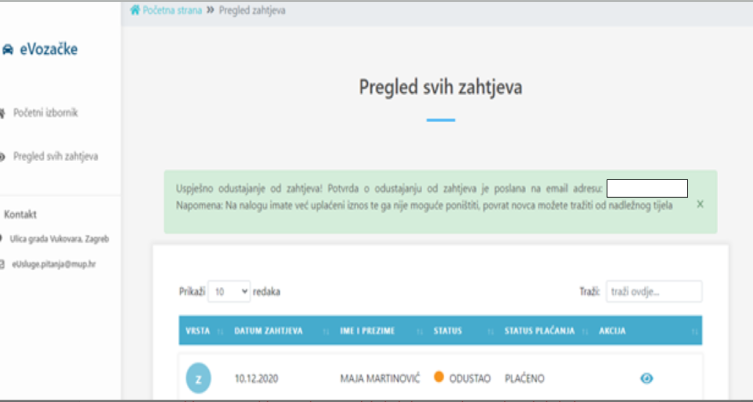 Početna strana » Pregled zahtjeva
eVozačke
Početni izbornik
Pregled svih zahtjeva
Kontakt
Ulica grada Vukovara, Zagreb
eUsluge.pitanja@mup.hr
Pregled svih zahtjeva
Uspješno odustajanje od zahtjeva! Potvrda o odustajanju od zahtjeva je poslana na email adresu:
Napomena: Na nalogu imate već uplaćeni iznos te ga nije moguće poništiti, povrat novca možete tražiti od nadležnog tijela
x
Prikaži 10 redaka
Traži: traži ovdje...
VRSTA DATUM ZAHTJEVA IME I PREZIME STATUS STATUS PLAĆANJA AKCIJA
Z 10.12.2020 MAJA MARTINOVIĆ ODUSTAO PLAĆENO